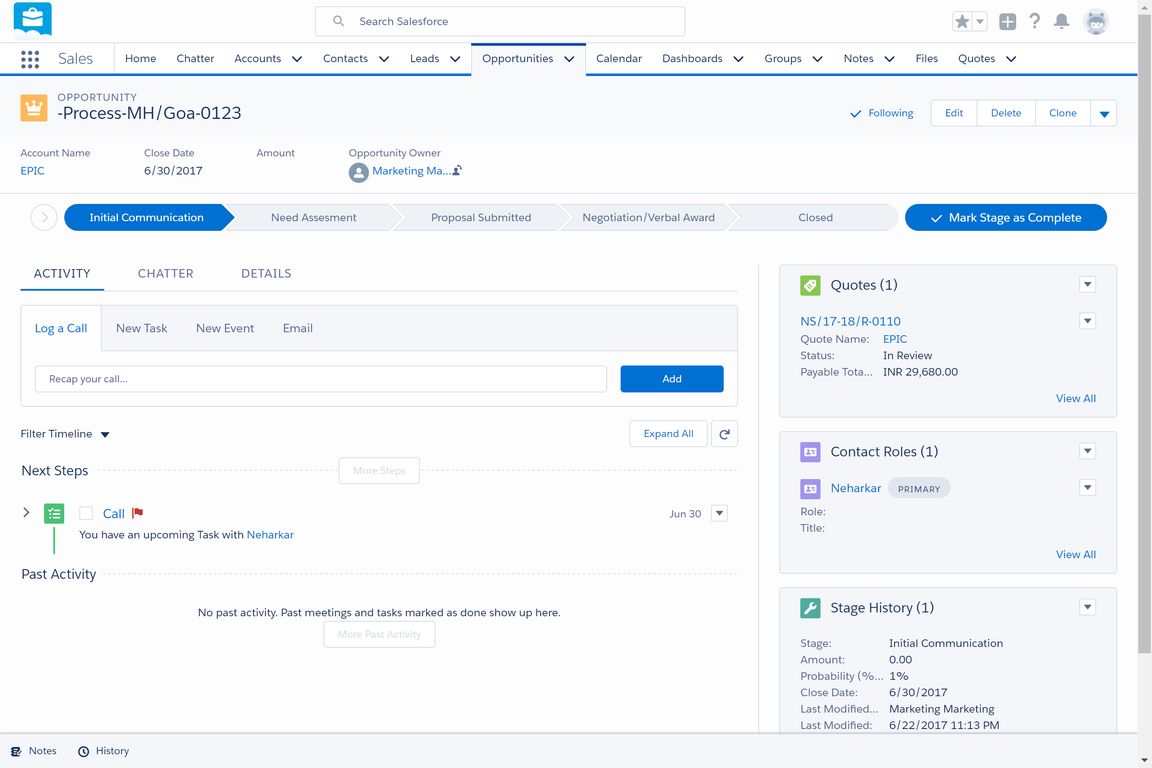 Search Salesforce
Sales
Home
Chatter
Accounts
Contacts
Leads
Opportunities
Calendar
Dashboards
Groups
Notes
Files
Quotes
OPPORTUNITY
-Process-MH/Goa-0123
Following
Edit
Delete
Clone
Account Name
Close Date
Amount
Opportunity Owner
EPIC
6/30/2017
Marketing Ma...
Initial Communication
Need Assesment
Proposal Submitted
Negotiation/Verbal Award
Closed
Mark Stage as Complete
ACTIVITY
CHATTER
DETAILS
Log a Call
New Task
New Event
Email
Recap your call...
Add
Filter Timeline
Expand All
Next Steps
More Steps
Call
Jun 30
You have an upcoming Task with Neharkar
Past Activity
No past activity. Past meetings and tasks marked as done show up here.
More Past Activity
Quotes (1)
NS/17-18/R-0110
Quote Name: EPIC
Status: In Review
Payable Tota... INR 29,680.00
View All
Contact Roles (1)
Neharkar PRIMARY
Role:
Title:
View All
Stage History (1)
Stage: Initial Communication
Amount: 0.00
Probability (%... 1%
Close Date: 6/30/2017
Last Modified... Marketing Marketing
Last Modified: 6/22/2017 11:13 PM
Notes
History